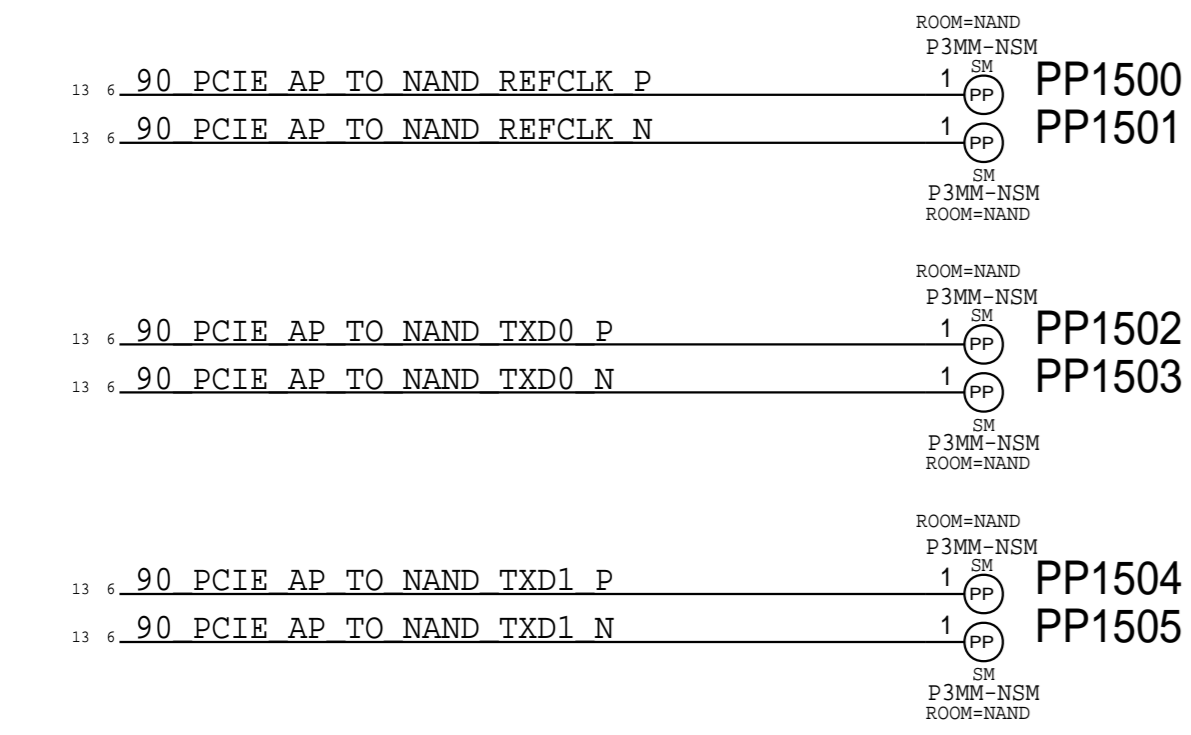 ROOM=NAND
P3MM-NSM
SM
13 6 90_PCIE_AP_TO_NAND_REFCLK_P 1 PP PP1500
13 6 90_PCIE_AP_TO_NAND_REFCLK_N 1 PP PP1501
SM
P3MM-NSM
ROOM=NAND
ROOM=NAND
P3MM-NSM
SM
13 6 90_PCIE_AP_TO_NAND_TXD0_P 1 PP PP1502
13 6 90_PCIE_AP_TO_NAND_TXD0_N 1 PP PP1503
SM
P3MM-NSM
ROOM=NAND
ROOM=NAND
P3MM-NSM
SM
13 6 90_PCIE_AP_TO_NAND_TXD1_P 1 PP PP1504
13 6 90_PCIE_AP_TO_NAND_TXD1_N 1 PP PP1505
SM
P3MM-NSM
ROOM=NAND